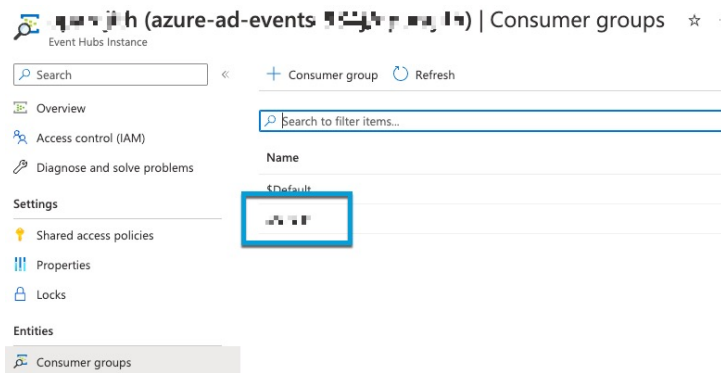 h (azure-ad-events ) | Consumer groups
Event Hubs Instance
Search
«
+ Consumer group
Refresh
Overview
Access control (IAM)
Diagnose and solve problems
Settings
Shared access policies
Properties
Locks
Entities
Consumer groups
Search to filter items...
Name
$Default